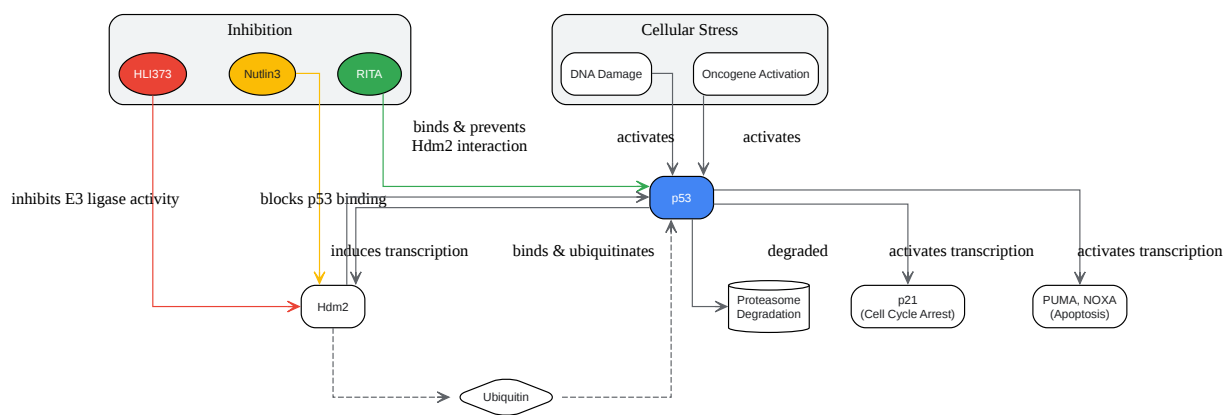 Inhibition
Cellular Stress
HLI373
Nutlin3
RITA
DNA Damage
Oncogene Activation
binds & prevents
Hdm2 interaction
activates
activates
inhibits E3 ligase activity
blocks p53 binding
p53
induces transcription
binds & ubiquitinates
degraded
activates transcription
activates transcription
Hdm2
Proteasome
Degradation
p21
(Cell Cycle Arrest)
PUMA, NOXA
(Apoptosis)
Ubiquitin